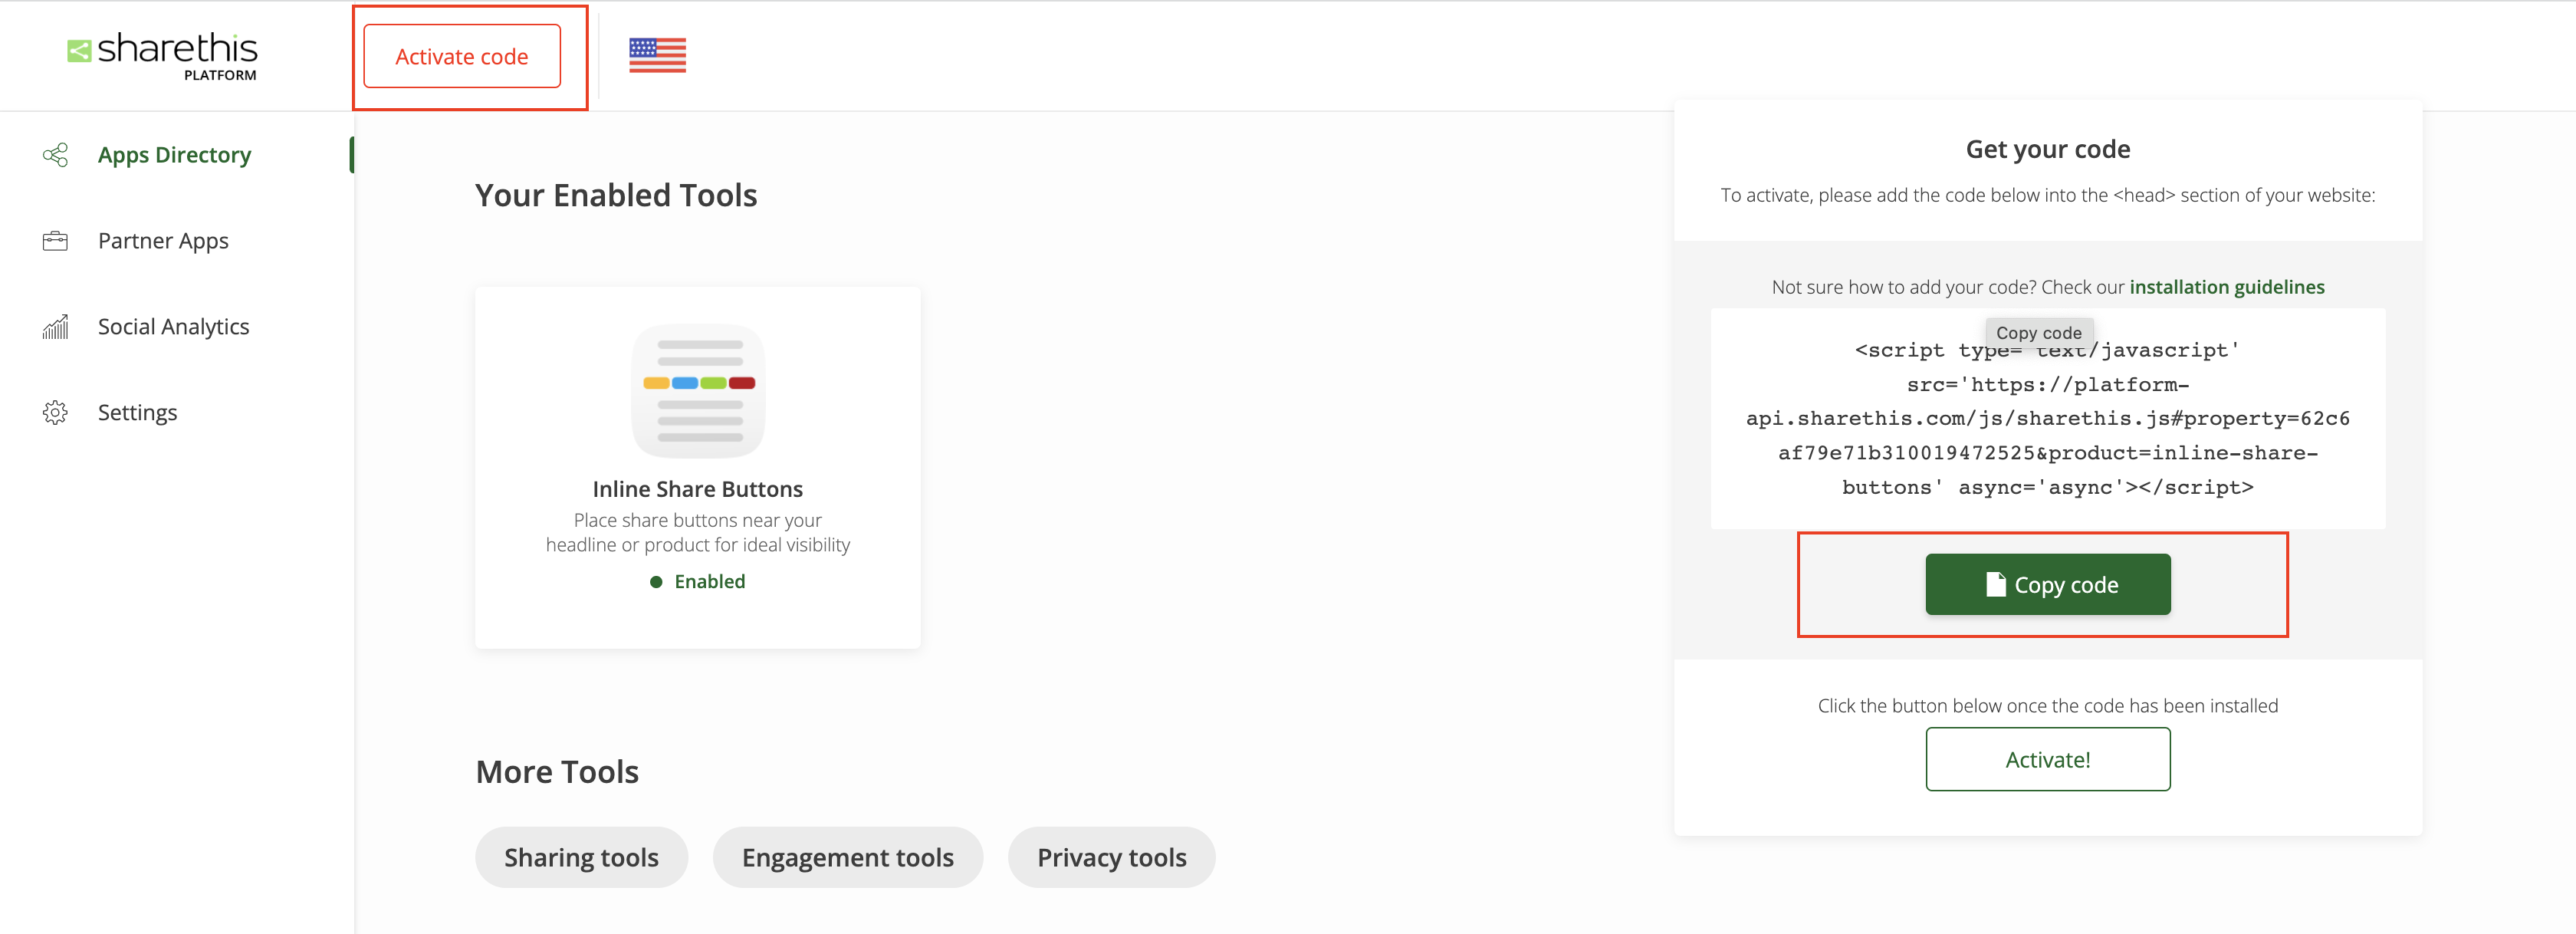 sharethis
PLATFORM
Activate code
Apps Directory
Partner Apps
Social Analytics
Settings
Your Enabled Tools
Inline Share Buttons
Place share buttons near your
headline or product for ideal visibility
Enabled
More Tools
Sharing tools
Engagement tools
Privacy tools
Get your code
To activate, please add the code below into the <head> section of your website:
Not sure how to add your code? Check our installation guidelines
Copy code
<script type='text/javascript'
src='https://platform-
api.sharethis.com/js/sharethis.js#property=62c6
af79e71b310019472525&product=inline-share-
buttons' async='async'></script>
Copy code
Click the button below once the code has been installed
Activate!